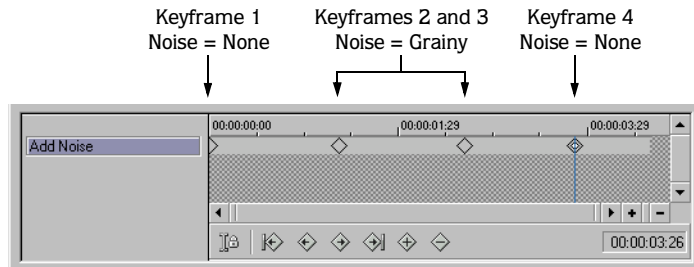 Keyframe 1
Noise = None
Keyframes 2 and 3
Noise = Grainy
Keyframe 4
Noise = None
00:00:00;00
00:00:01;29
00:00:03;29
Add Noise
00:00:03;26